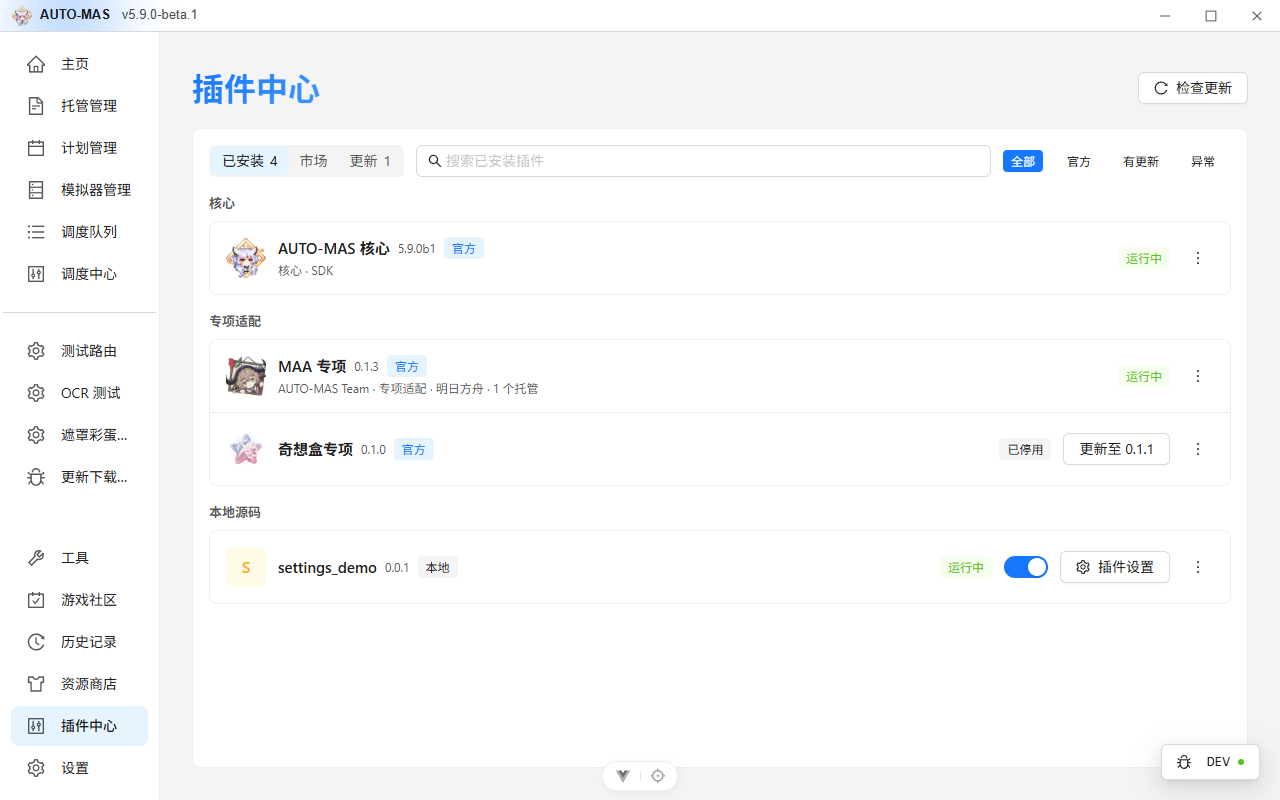 AUTO-MAS v5.9.0-beta.1
主页
托管管理
计划管理
模拟器管理
调度队列
调度中心
测试路由
OCR 测试
遮罩彩蛋...
更新下载...
工具
游戏社区
历史记录
资源商店
插件中心
设置
插件中心
检查更新
已安装 4 市场 更新 1 搜索已安装插件 全部 官方 有更新 异常
核心
AUTO-MAS 核心 5.9.0b1 官方
核心 · SDK
运行中
专项适配
MAA 专项 0.1.3 官方
AUTO-MAS Team · 专项适配 · 明日方舟 · 1 个托管
运行中
奇想盒专项 0.1.0 官方
已停用 更新至 0.1.1
本地源码
S settings_demo 0.0.1 本地
运行中 插件设置
DEV